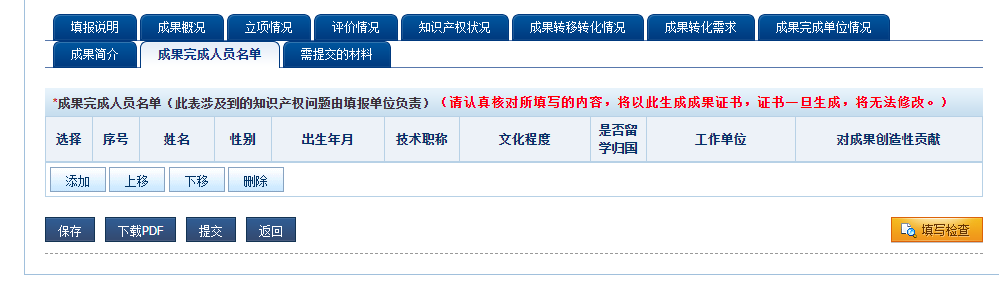 填报说明 成果概况 立项情况 评价情况 知识产权状况 成果转移转化情况 成果转化需求 成果完成单位情况
成果简介 成果完成人员名单 需提交的材料
*成果完成人员名单（此表涉及到的知识产权问题由填报单位负责）（请认真核对所填写的内容，将以此生成成果证书，证书一旦生成，将无法修改。）
选择 序号 姓名 性别 出生年月 技术职称 文化程度 是否留学归国 工作单位 对成果创造性贡献
添加 上移 下移 删除
保存 下载PDF 提交 返回 填写检查